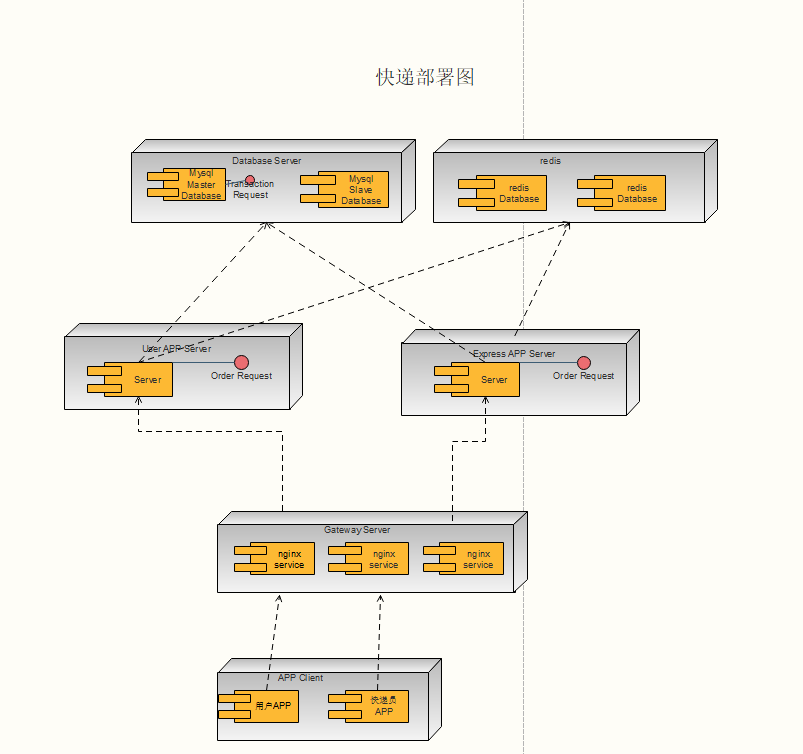 快递部署图
Database Server
redis
Mysql
Master
Database
Transaction
Request
Mysql
Slave
Database
redis
Database
redis
Database
User APP Server
Server
Order Request
Express APP Server
Server
Order Request
Gateway Server
nginx
service
nginx
service
nginx
service
APP Client
用户APP
快递员
APP